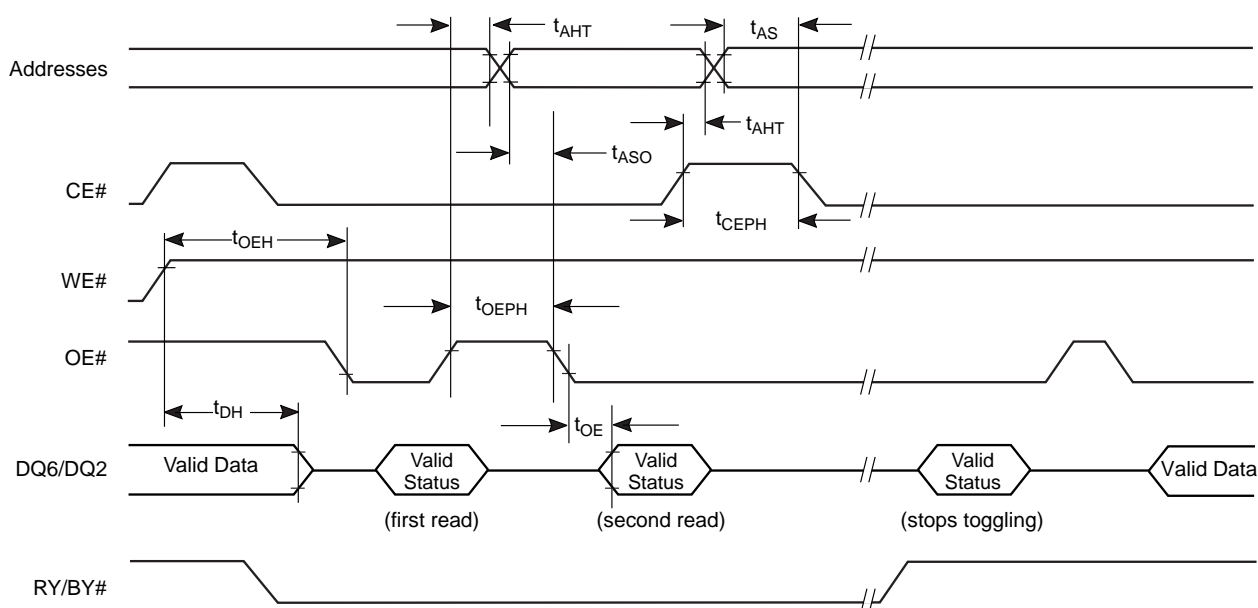 tAHT
tAS
Addresses
tAHT
tASO
CE#
tCEPH
tOEH
WE#
tOEPH
OE#
tDH
tOE
DQ6/DQ2
Valid Data
Valid
Status
Valid
Status
Valid
Status
Valid Data
(first read)
(second read)
(stops toggling)
RY/BY#